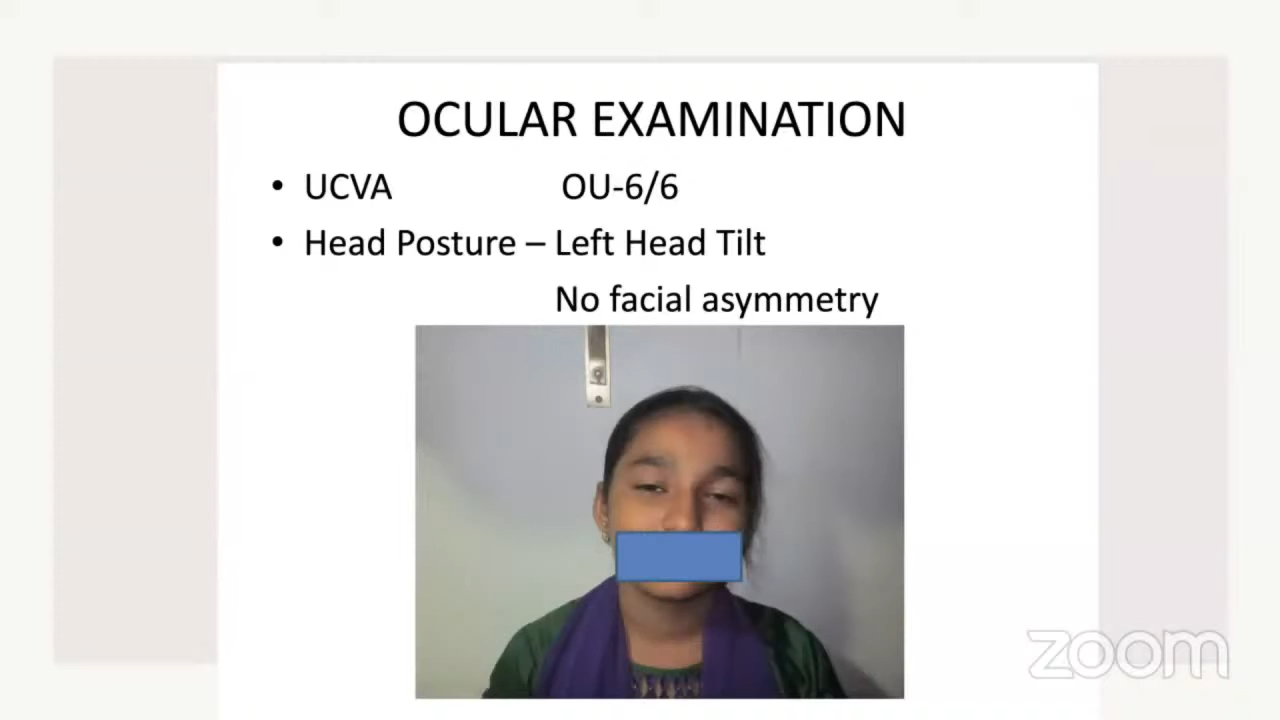 OCULAR EXAMINATION
• UCVA OU-6/6
• Head Posture – Left Head Tilt
No facial asymmetry
zoom